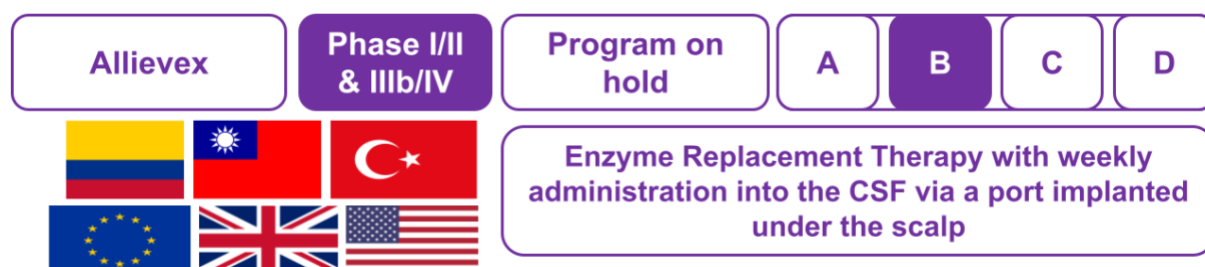 Allievex
Phase I/II
& IIIb/IV
Program on
hold
A
B
C
D
Enzyme Replacement Therapy with weekly
administration into the CSF via a port implanted
under the scalp